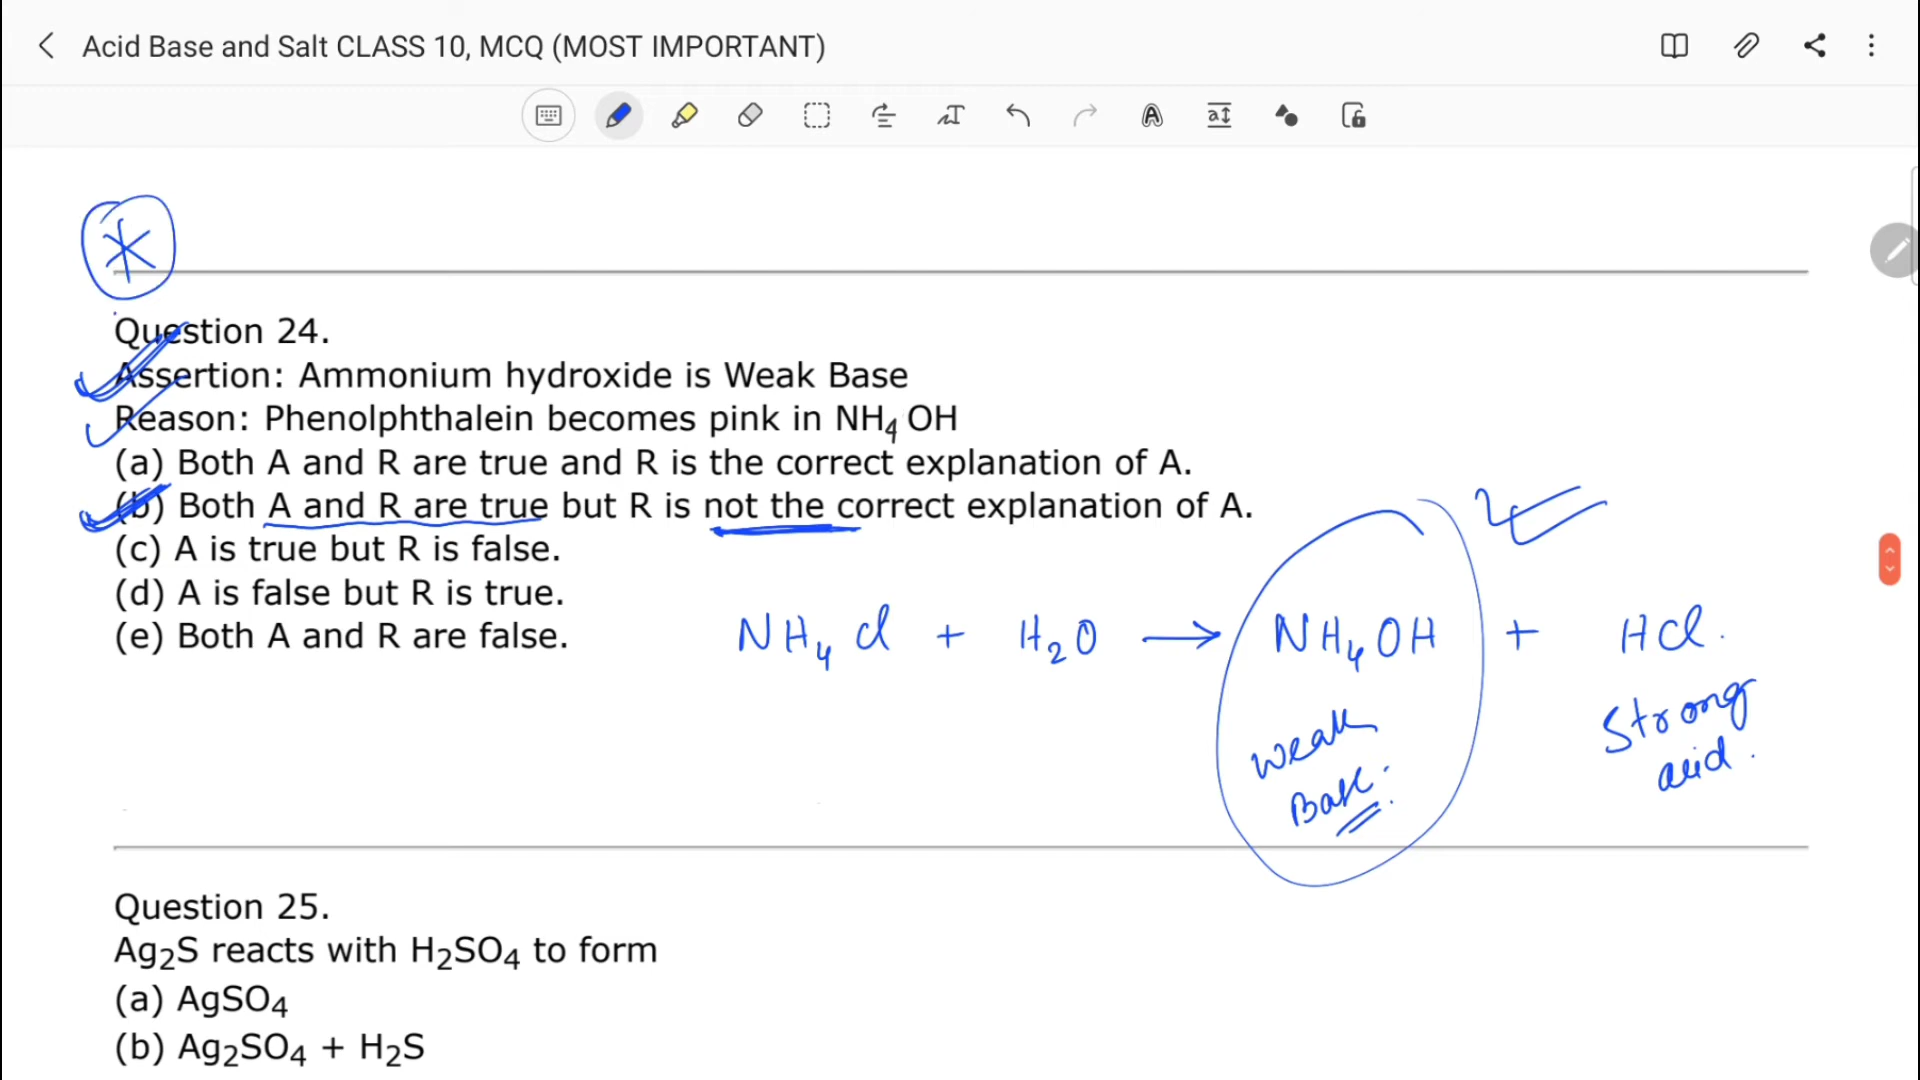 Acid Base and Salt CLASS 10, MCQ (MOST IMPORTANT)
Question 24.
Assertion: Ammonium hydroxide is Weak Base
Reason: Phenolphthalein becomes pink in NH4 OH
(a) Both A and R are true and R is the correct explanation of A.
(b) Both A and R are true but R is not the correct explanation of A.
(c) A is true but R is false.
(d) A is false but R is true.
(e) Both A and R are false.
NH4 Cl + H2O → NH4OH + HCl.
weak
Base.
Strong
acid.
Question 25.
Ag2S reacts with H2SO4 to form
(a) AgSO4
(b) Ag2SO4 + H2S